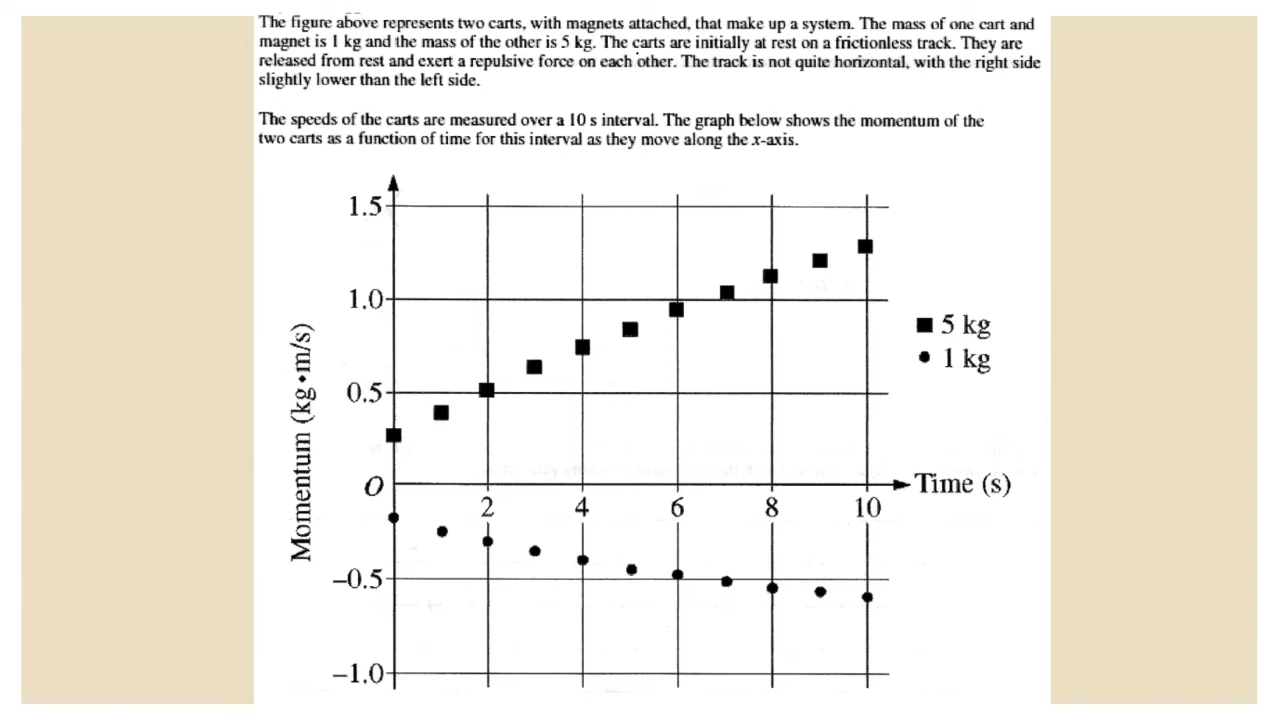 The figure above represents two carts, with magnets attached, that make up a system. The mass of one cart and
magnet is 1 kg and the mass of the other is 5 kg. The carts are initially at rest on a frictionless track. They are
released from rest and exert a repulsive force on each other. The track is not quite horizontal, with the right side
slightly lower than the left side.
The speeds of the carts are measured over a 10 s interval. The graph below shows the momentum of the
two carts as a function of time for this interval as they move along the x-axis.
Momentum (kg•m/s)
1.5
1.0
0.5
O
−0.5
−1.0
2 4 6 8 10
Time (s)
5 kg
1 kg